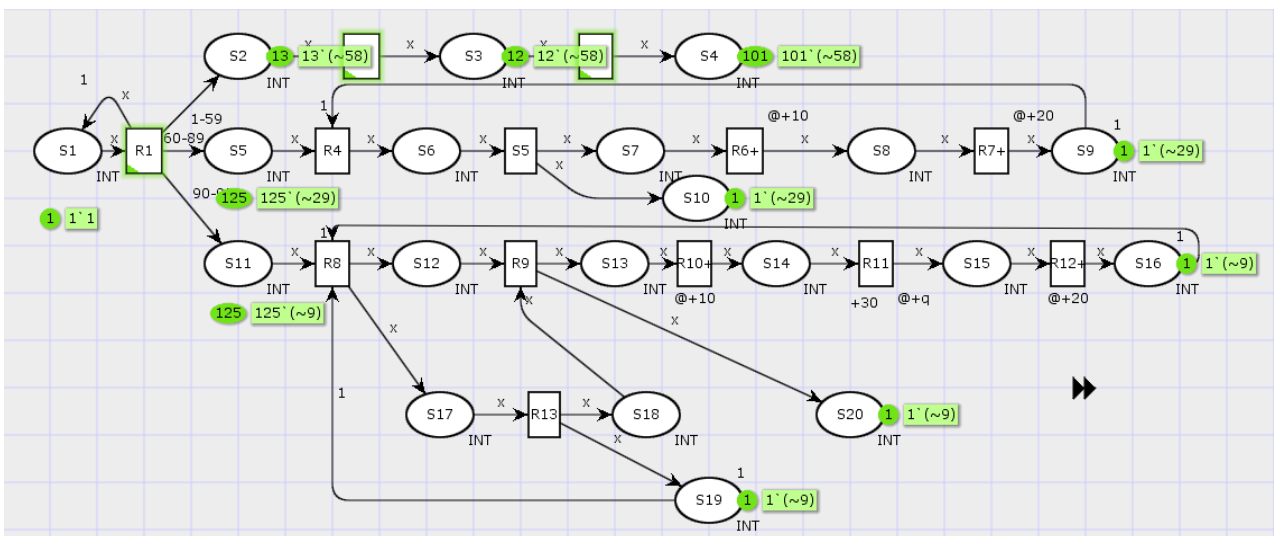 S2 13 13`(~58) x S3 12 12`(~58) x S4 101 101`(~58)
x x
INT INT INT
1 x
1 @+10 @+20 1
1-59
60-89
S1 x R1 S5 x R4 x S6 x S5 x S7 x R6+ x S8 x R7+ x S9 1 1`(~29)
INT INT INT x INT INT INT
90-9 125 125`(~29) S10 1 1`(~29)
1 1`1 INT
1 1
S11 x R8 x S12 x R9 x S13 x R10+ x S14 x R11 x S15 x R12+ x S16 1 1`(~9)
INT INT INT INT INT INT
@+10 +30 @+q @+20
125 125`(~9) x x
x
1
S17 x R13 x S18 S20 1 1`(~9)
INT x INT INT
1
S19 1 1`(~9)
INT